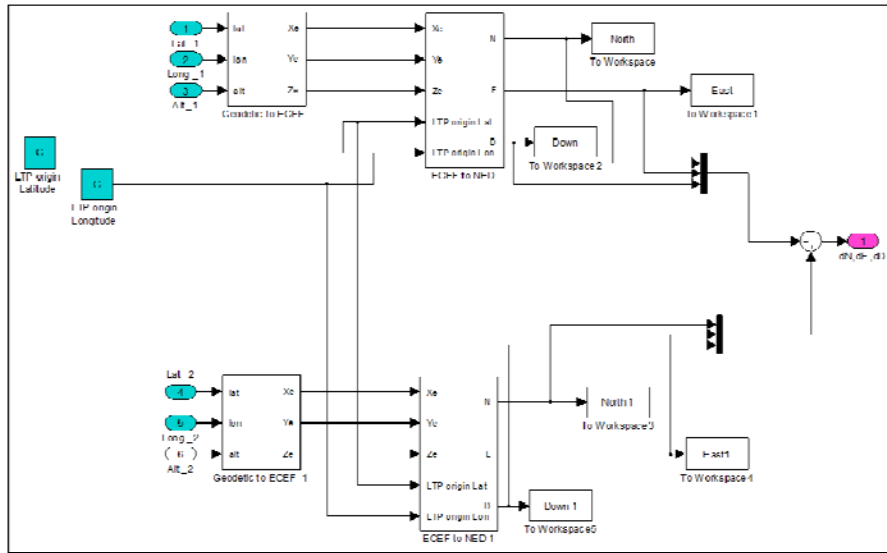 1
Lat_1
2
Long_1
3
Alt_1
lat
lon
alt
Xe
Ye
Ze
Geodetic to ECEF
Xe
Ye
Ze
LTP origin Lat
LTP origin Lon
N
E
D
ECEF to NED
North
To Workspace
East
To Workspace1
Down
To Workspace2
C
LTP origin
Latitude
C
LTP origin
Longitude
1
dN,dE,dD
Lat_2
4
5
Long_2
6
Alt_2
lat
lon
alt
Xe
Ye
Ze
Geodetic to ECEF 1
Xe
Ye
Ze
LTP origin Lat
LTP origin Lon
N
D
ECEF to NED 1
North1
To Workspace3
East1
To Workspace4
Down 1
To Workspace5